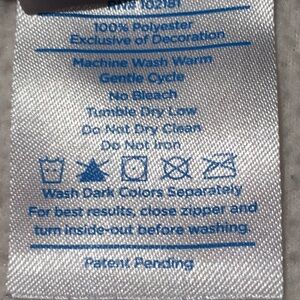 RN# 102181
100% Polyester
Exclusive of Decoration
Machine Wash Warm
Gentle Cycle
No Bleach
Tumble Dry Low
Do Not Dry Clean
Do Not Iron
Wash Dark Colors Separately
For best results, close zipper and
turn inside-out before washing.
Patent Pending